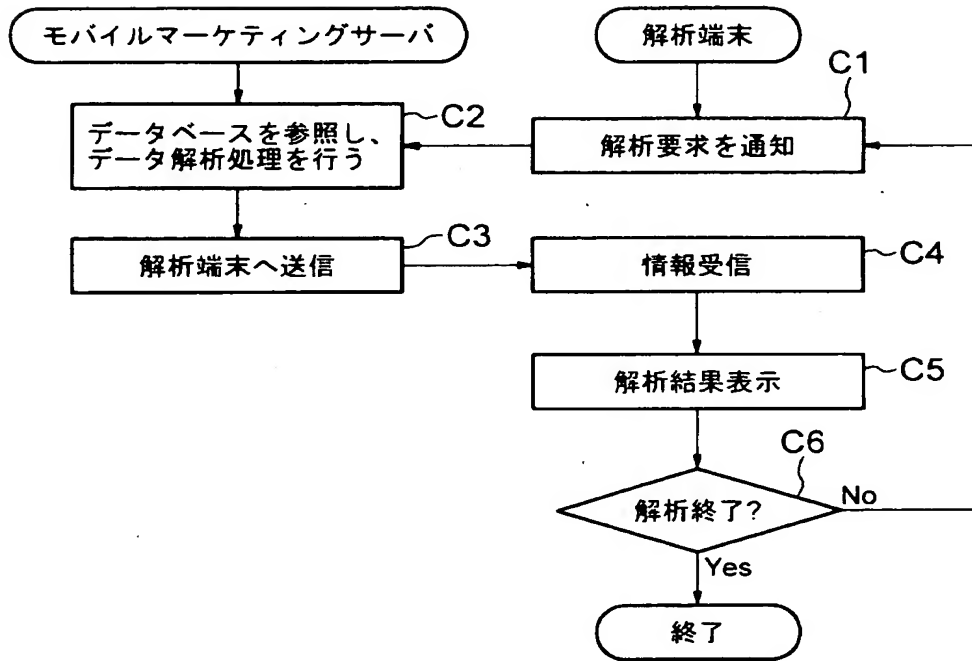 モバイルマーケティングサーバ
解析端末
C1
C2
データベースを参照し、
データ解析処理を行う
解析要求を通知
C3
解析端末へ送信
情報受信
C4
解析結果表示
C5
C6
解析終了?
No
Yes
終了